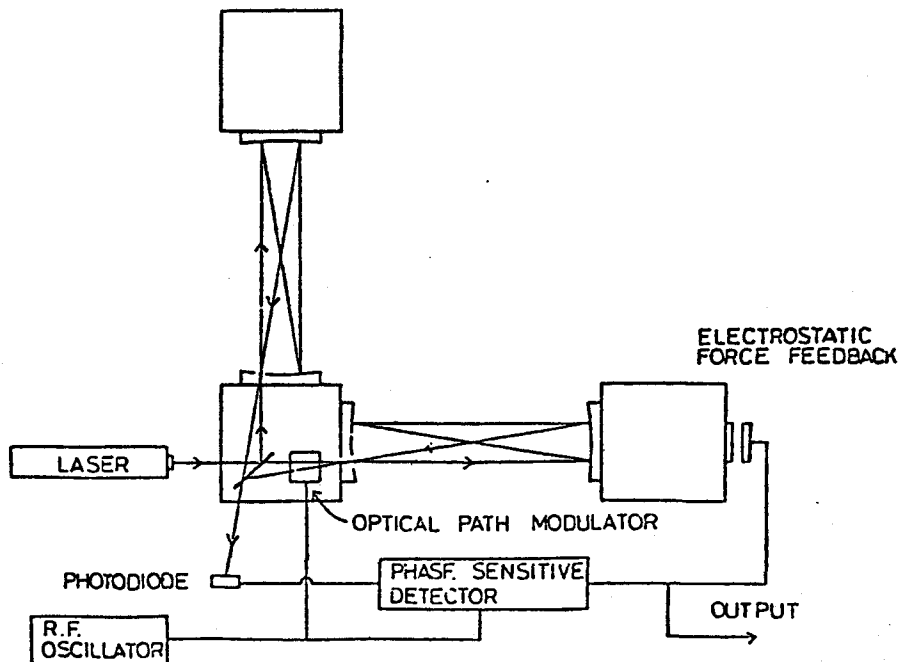 ELECTROSTATIC
FORCE FEEDBACK
LASER
OPTICAL PATH MODULATOR
PHOTODIODE
PHASE SENSITIVE
DETECTOR
OUTPUT
R.F.
OSCILLATOR